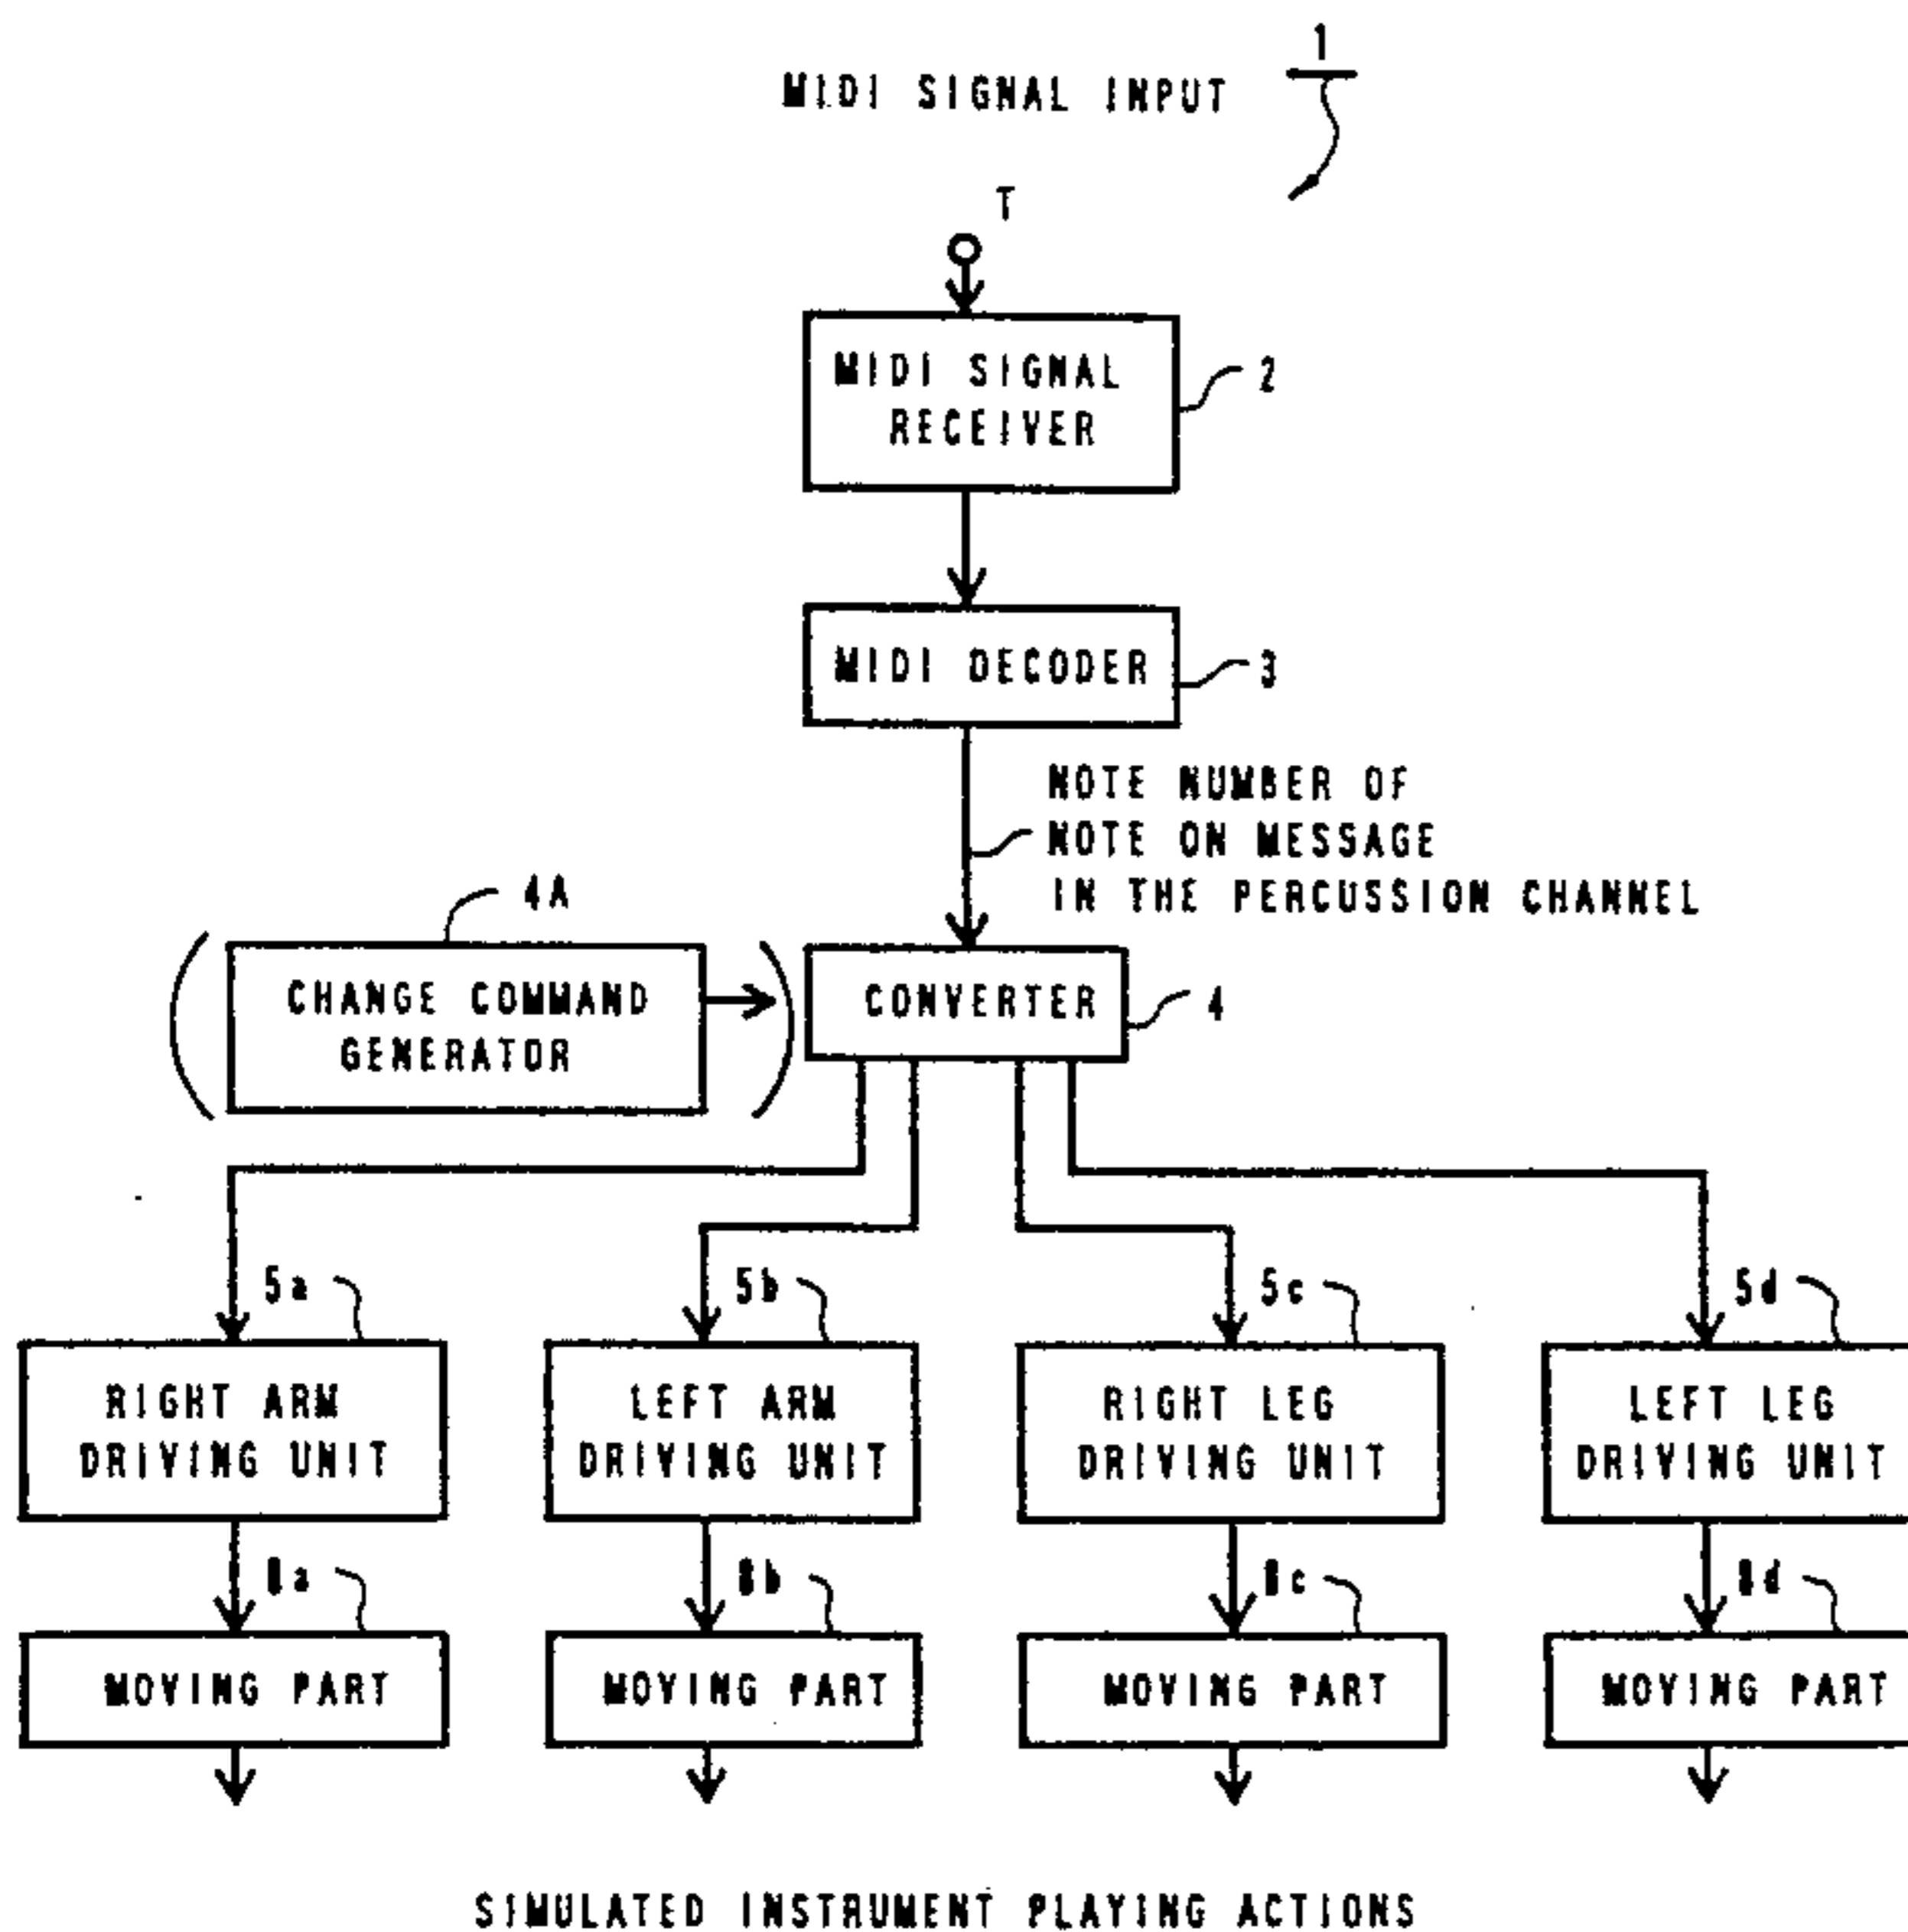 1
MIDI SIGNAL INPUT
T
MIDI SIGNAL
RECEIVER
2
MIDI DECODER
3
NOTE NUMBER OF
NOTE ON MESSAGE
IN THE PERCUSSION CHANNEL
4A
CHANGE COMMAND
GENERATOR
CONVERTER
4
5a
5b
5c
5d
RIGHT ARM
DRIVING UNIT
LEFT ARM
DRIVING UNIT
RIGHT LEG
DRIVING UNIT
LEFT LEG
DRIVING UNIT
MOVING PART
MOVING PART
MOVING PART
MOVING PART
SIMULATED INSTRUMENT PLAYING ACTIONS